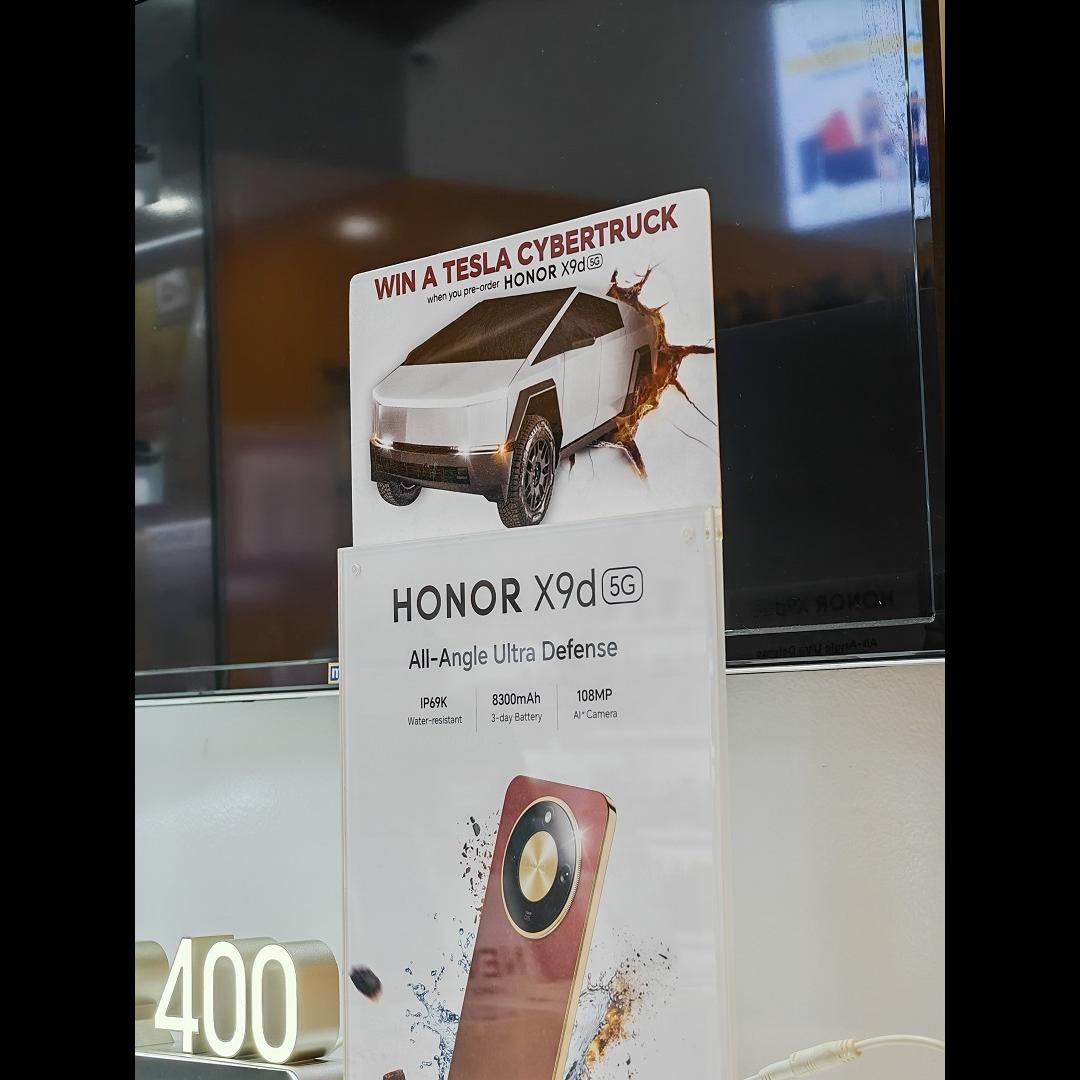 WIN A TESLA CYBERTRUCK
when you pre-order HONOR X9d 5G
HONOR X9d 5G
All-Angle Ultra Defense
IP69K
Water-resistant
8300mAh
3-day Battery
108MP
AI* Camera
400